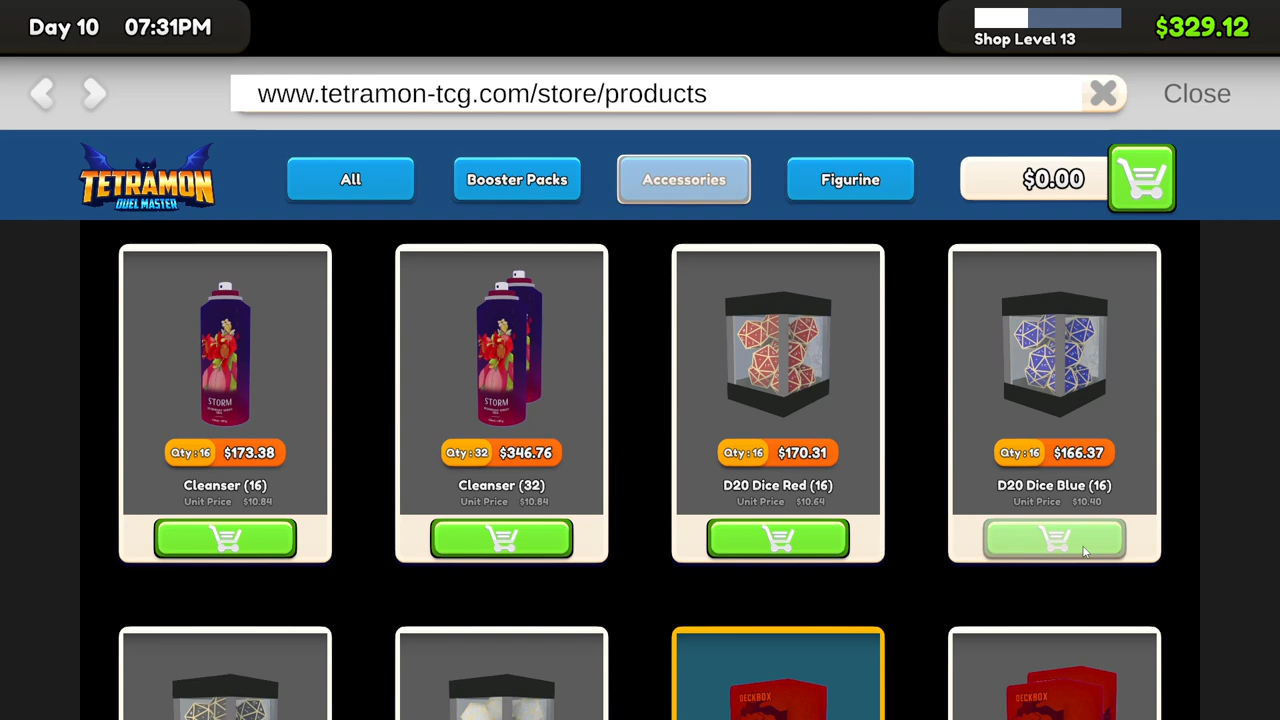 Day 10 07:31PM
Shop Level 13
$329.12
www.tetramon-tcg.com/store/products
Close
TETRAMON
DUEL MASTER
All
Booster Packs
Accessories
Figurine
$0.00
STORM
Qty : 16 $173.38
Cleanser (16)
Unit Price $10.84
STORM
Qty : 32 $346.76
Cleanser (32)
Unit Price $10.84
Qty : 16 $170.31
D20 Dice Red (16)
Unit Price $10.64
Qty : 16 $166.37
D20 Dice Blue (16)
Unit Price $10.40
DECKBOX
DECKBOX